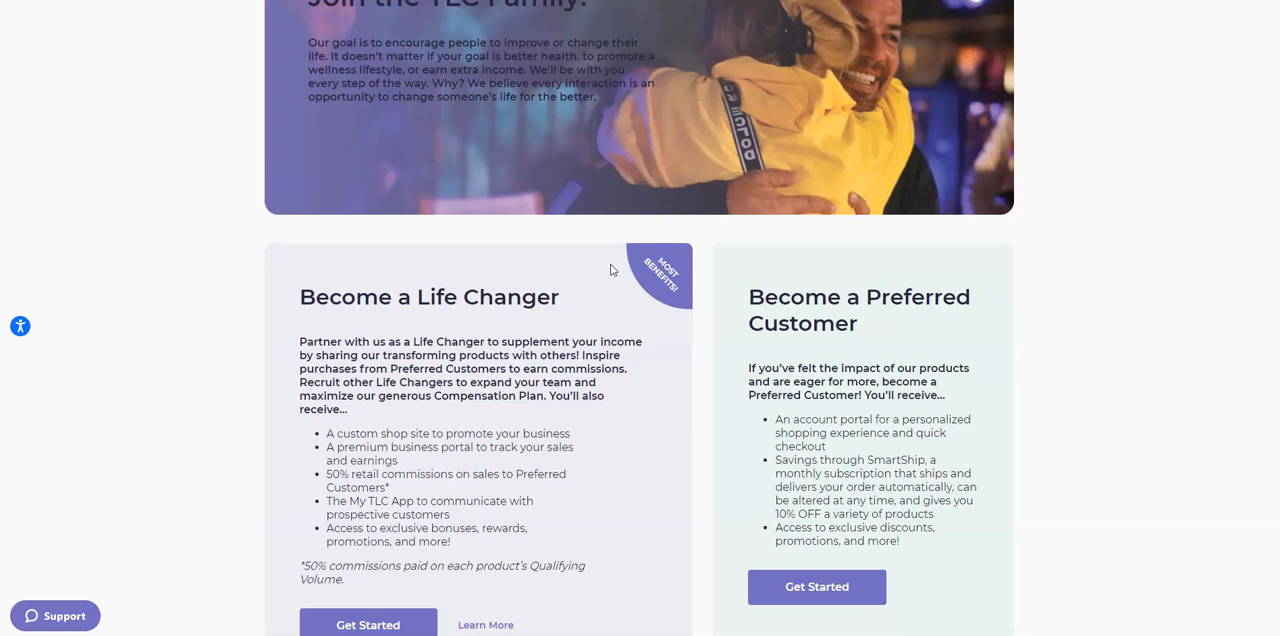 Join the TLC Family!
Our goal is to encourage people to improve or change their
life. It doesn't matter if your goal is better health, to promote a
wellness lifestyle, or earn extra income. We'll be with you
every step of the way. Why? We believe every interaction is an
opportunity to change someone's life for the better.
MOST
BENEFITS!
Become a Life Changer
Partner with us as a Life Changer to supplement your income
by sharing our transforming products with others! Inspire
purchases from Preferred Customers to earn commissions.
Recruit other Life Changers to expand your team and
maximize our generous Compensation Plan. You'll also
receive...
• A custom shop site to promote your business
• A premium business portal to track your sales
and earnings
• 50% retail commissions on sales to Preferred
Customers*
• The My TLC App to communicate with
prospective customers
• Access to exclusive bonuses, rewards,
promotions, and more!
*50% commissions paid on each product's Qualifying
Volume.
Get Started
Learn More
Become a Preferred
Customer
If you've felt the impact of our products
and are eager for more, become a
Preferred Customer! You'll receive...
• An account portal for a personalized
shopping experience and quick
checkout
• Savings through SmartShip, a
monthly subscription that ships and
delivers your order automatically, can
be altered at any time, and gives you
10% OFF a variety of products
• Access to exclusive discounts,
promotions, and more!
Get Started
Support